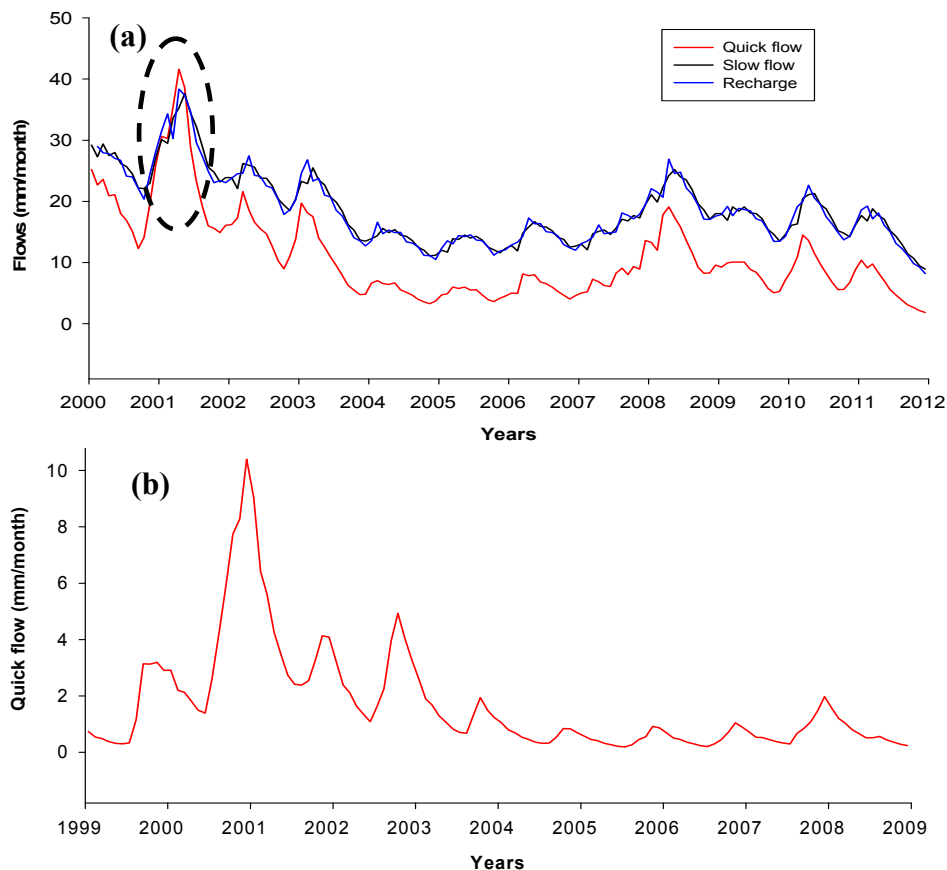 (a)
50
40
30
20
10
0
Flows (mm/month)
Quick flow
Slow flow
Recharge
2000 2001 2002 2003 2004 2005 2006 2007 2008 2009 2010 2011 2012
Years
(b)
10
8
6
4
2
0
Quick flow (mm/month)
1999 2000 2001 2002 2003 2004 2005 2006 2007 2008 2009
Years